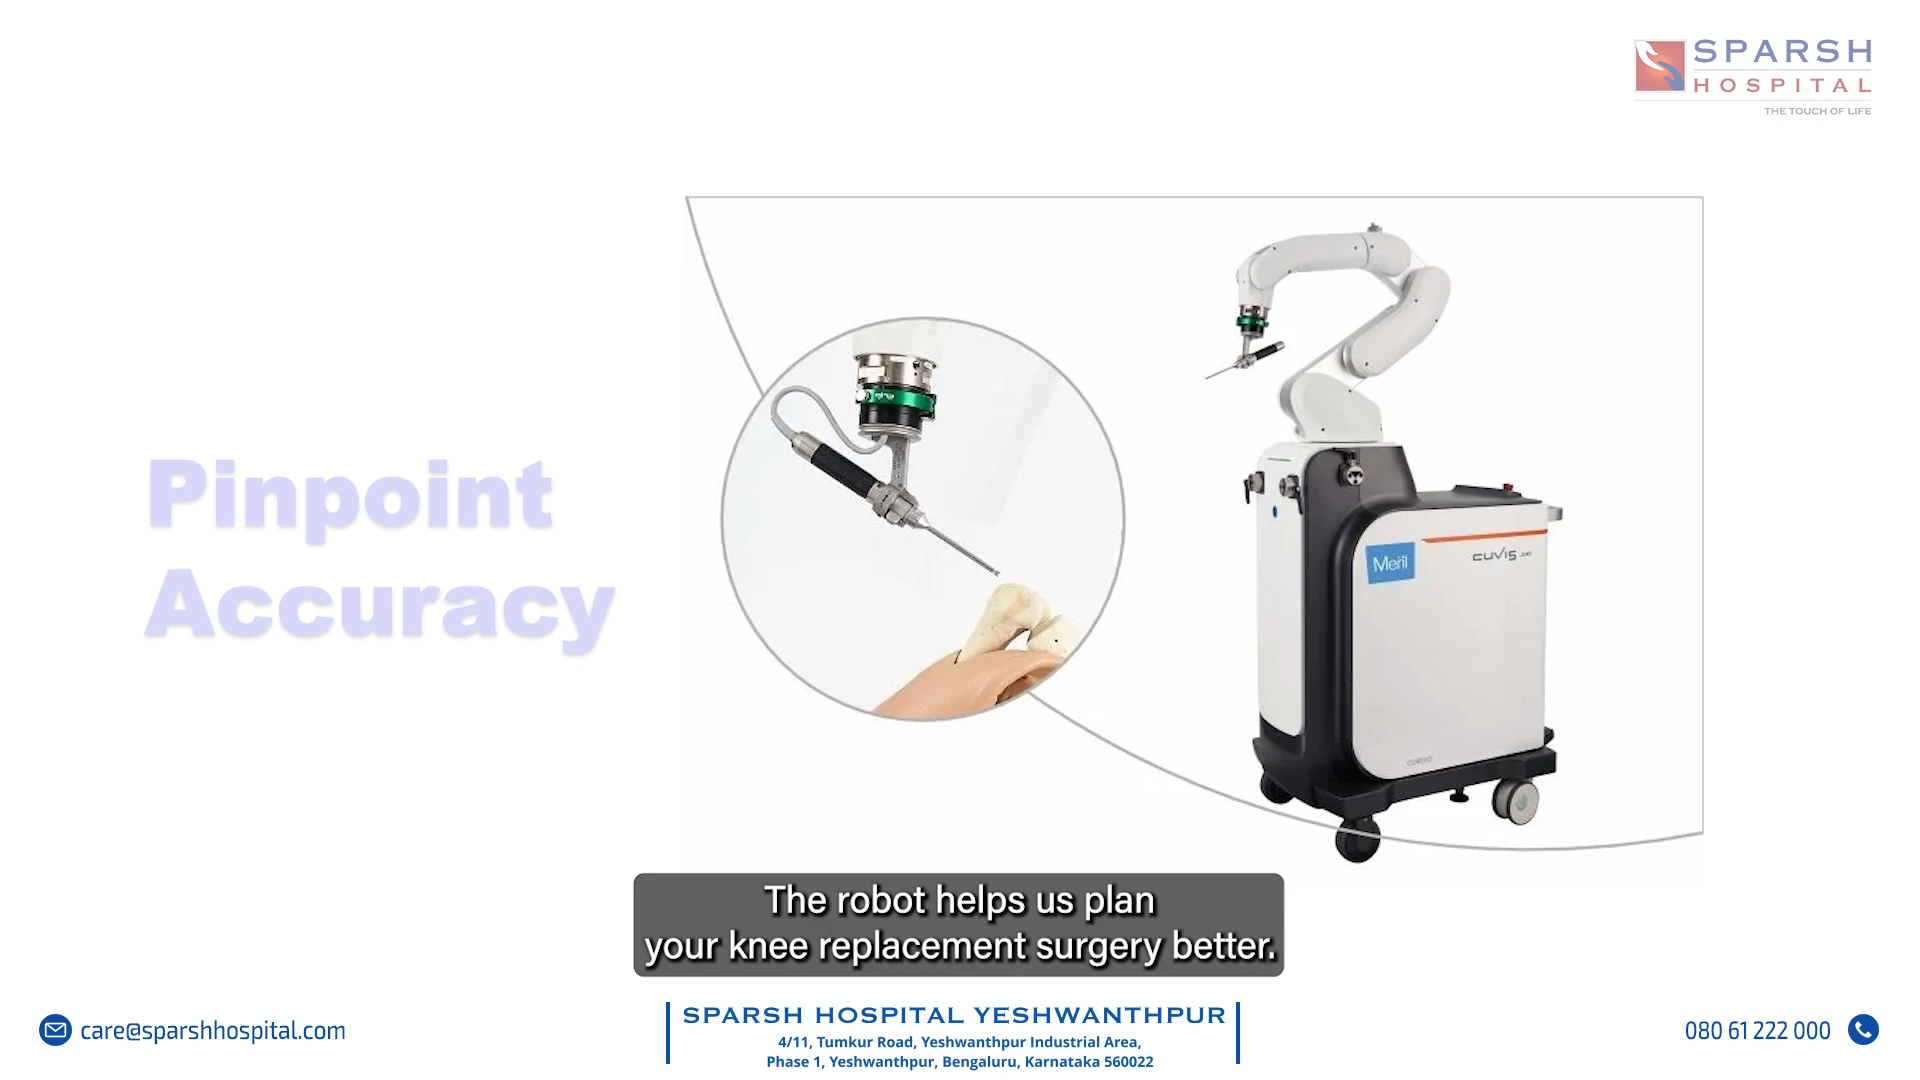 SPARSH
HOSPITAL
THE TOUCH OF LIFE
Pinpoint
Accuracy
Meril
cuvis
CUREXO
The robot helps us plan
your knee replacement surgery better.
care@sparshhospital.com
SPARSH HOSPITAL YESHWANTHPUR
4/11, Tumkur Road, Yeshwanthpur Industrial Area,
Phase 1, Yeshwanthpur, Bengaluru, Karnataka 560022
080 61 222 000